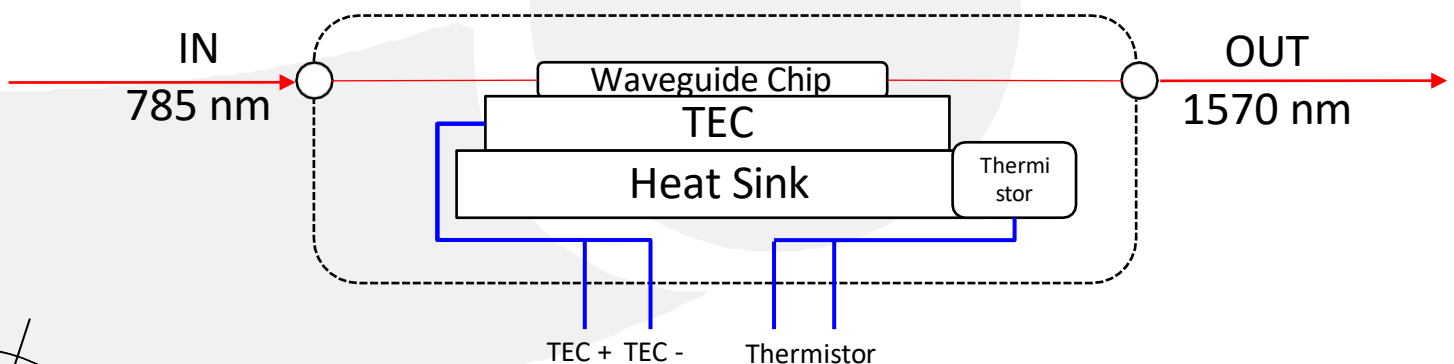 IN
785 nm
Waveguide Chip
TEC
Heat Sink
Thermi
stor
OUT
1570 nm
TEC + TEC -
Thermistor